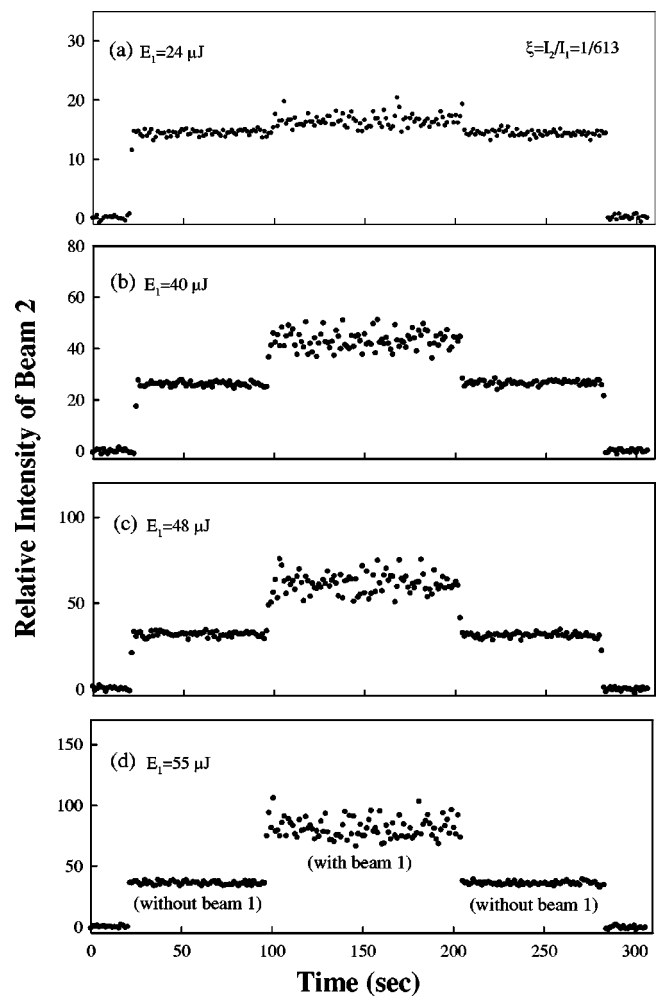 Relative Intensity of Beam 2
(a) E₁=24 μJ ξ=I₂/I₁=1/613
30
20
10
0
(b) E₁=40 μJ
80
60
40
20
0
(c) E₁=48 μJ
100
50
0
(d) E₁=55 μJ
150
100
50
0
(with beam 1)
(without beam 1) (without beam 1)
0 50 100 150 200 250 300
Time (sec)